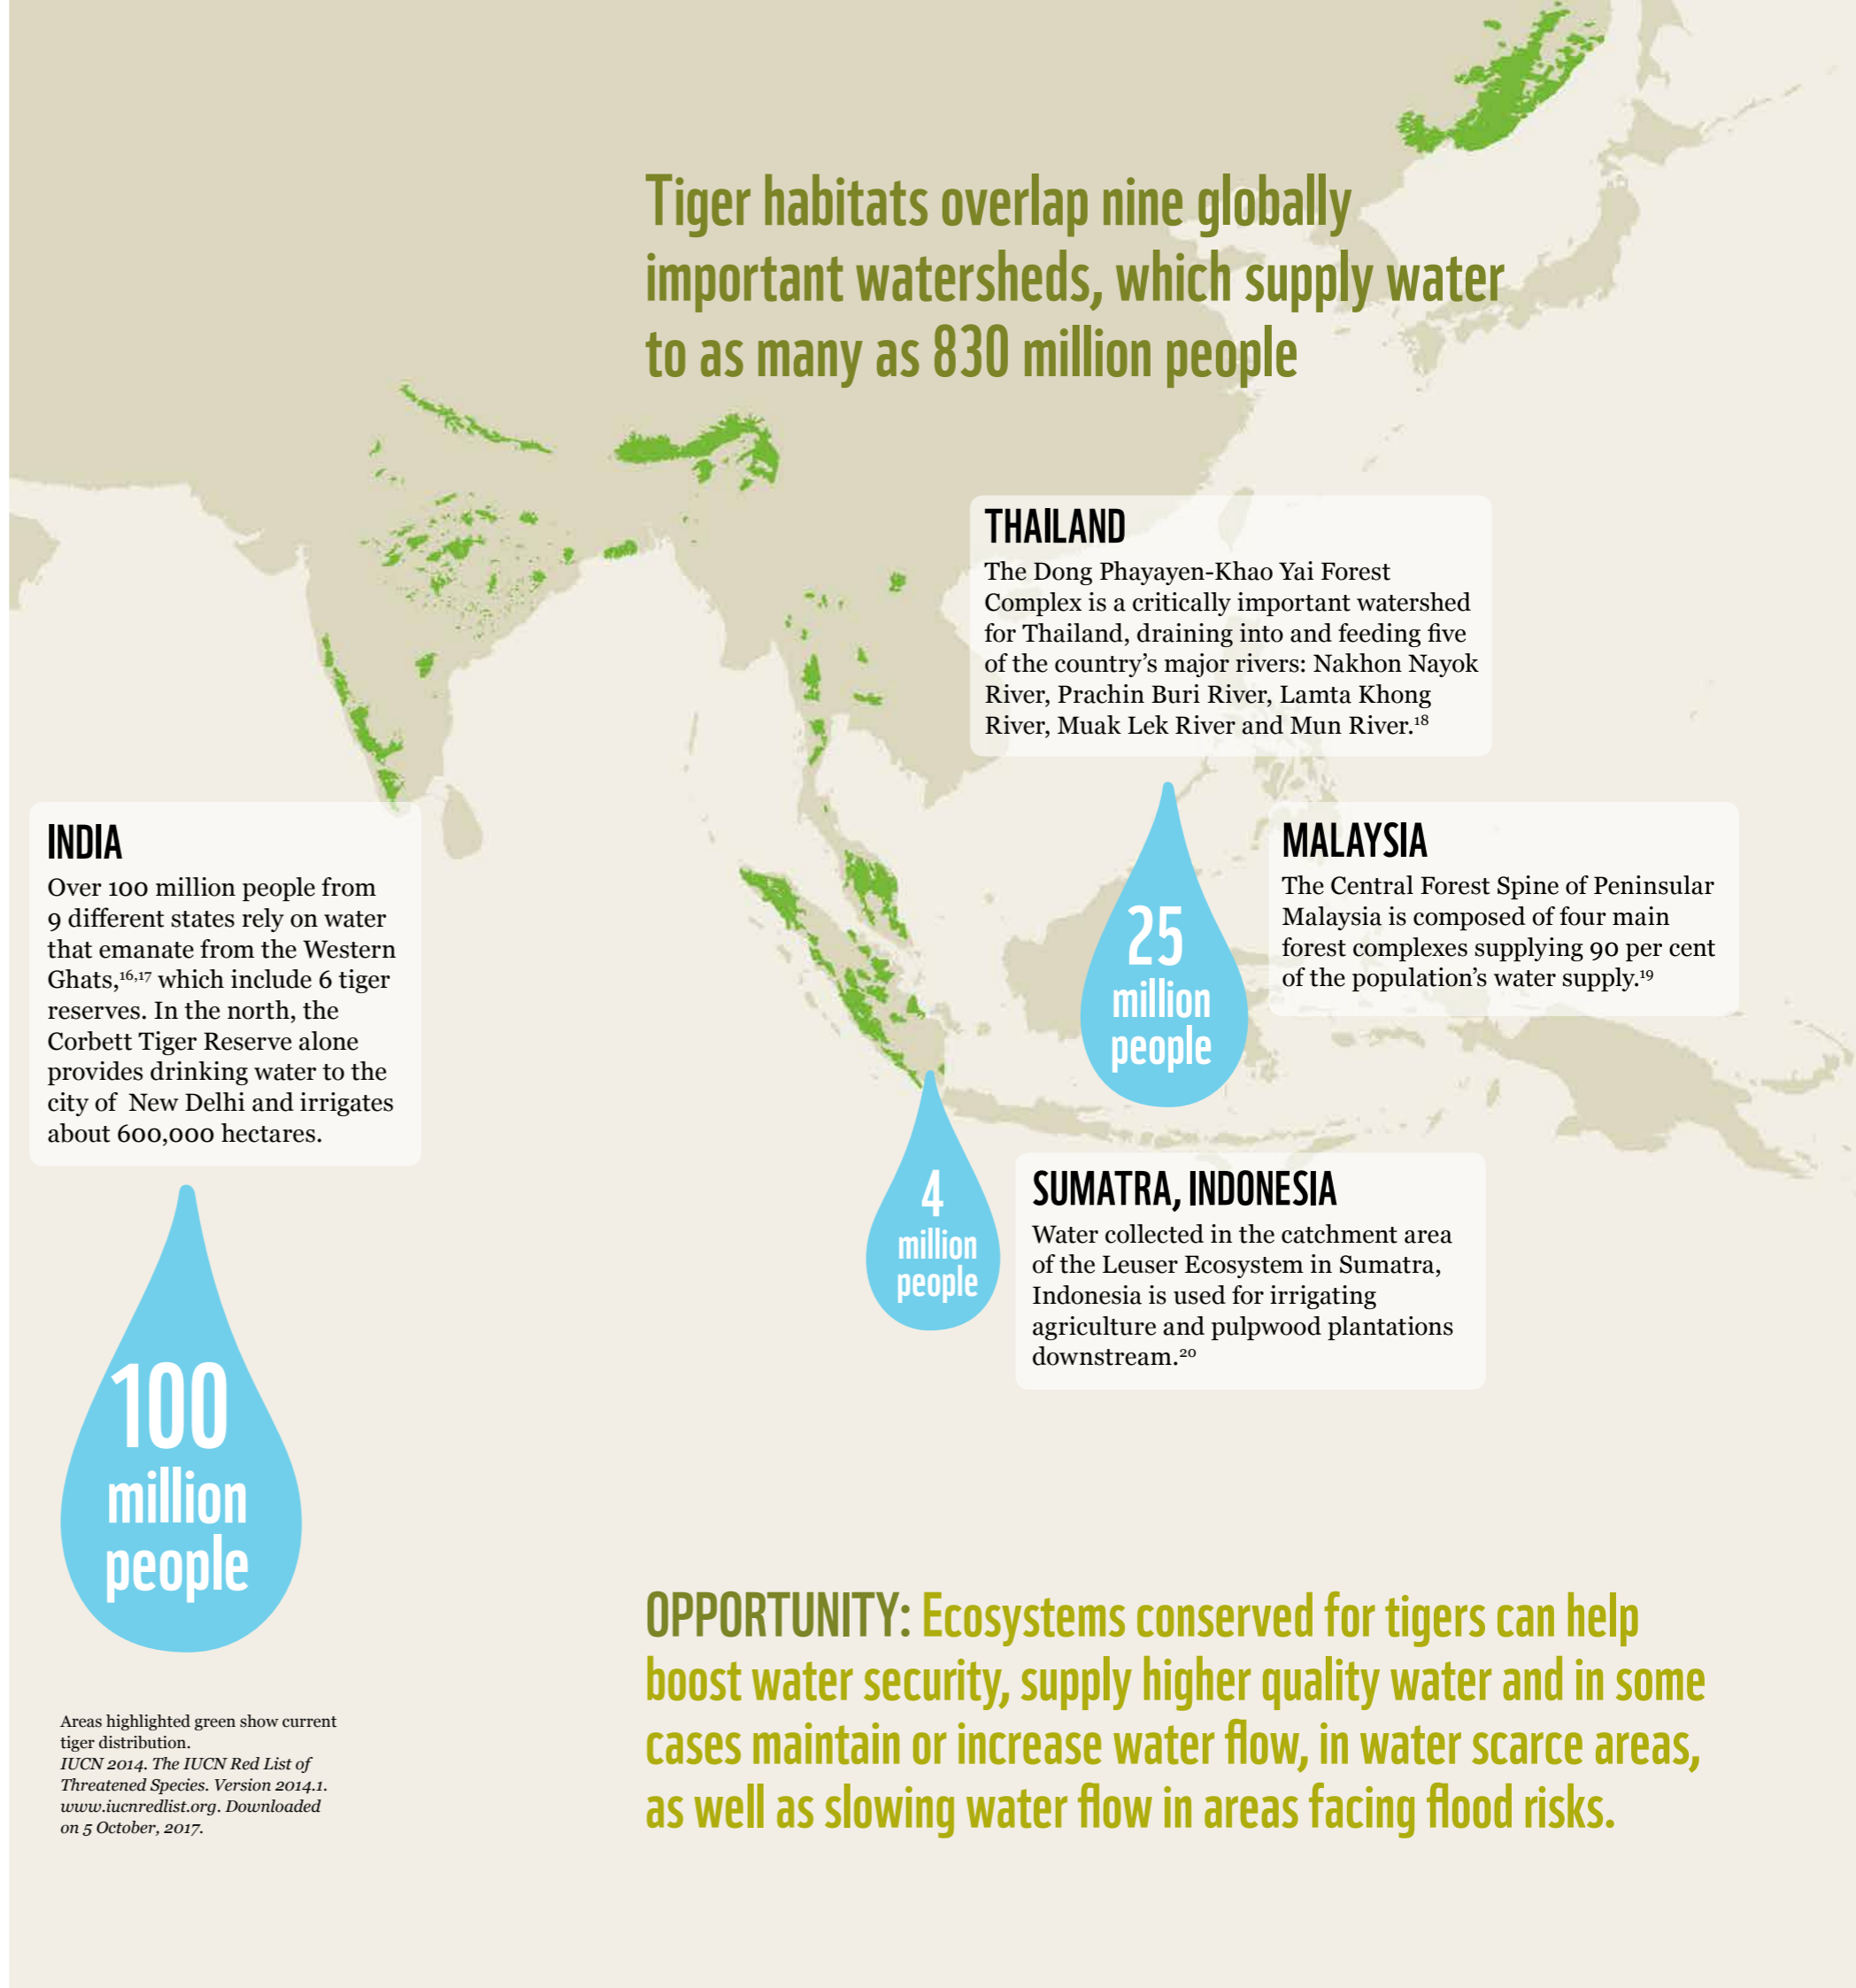 Tiger habitats overlap nine globally
important watersheds, which supply water
to as many as 830 million people
THAILAND
The Dong Phayayen-Khao Yai Forest
Complex is a critically important watershed
for Thailand, draining into and feeding five
of the country’s major rivers: Nakhon Nayok
River, Prachin Buri River, Lamta Khong
River, Muak Lek River and Mun River.18
INDIA
Over 100 million people from
9 different states rely on water
that emanate from the Western
Ghats,16,17 which include 6 tiger
reserves. In the north, the
Corbett Tiger Reserve alone
provides drinking water to the
city of New Delhi and irrigates
about 600,000 hectares.
25
million
people
MALAYSIA
The Central Forest Spine of Peninsular
Malaysia is composed of four main
forest complexes supplying 90 per cent
of the population’s water supply.19
4
million
people
SUMATRA, INDONESIA
Water collected in the catchment area
of the Leuser Ecosystem in Sumatra,
Indonesia is used for irrigating
agriculture and pulpwood plantations
downstream.20
100
million
people
OPPORTUNITY: Ecosystems conserved for tigers can help
boost water security, supply higher quality water and in some
cases maintain or increase water flow, in water scarce areas,
as well as slowing water flow in areas facing flood risks.
Areas highlighted green show current
tiger distribution.
IUCN 2014. The IUCN Red List of
Threatened Species. Version 2014.1.
www.iucnredlist.org. Downloaded
on 5 October, 2017.